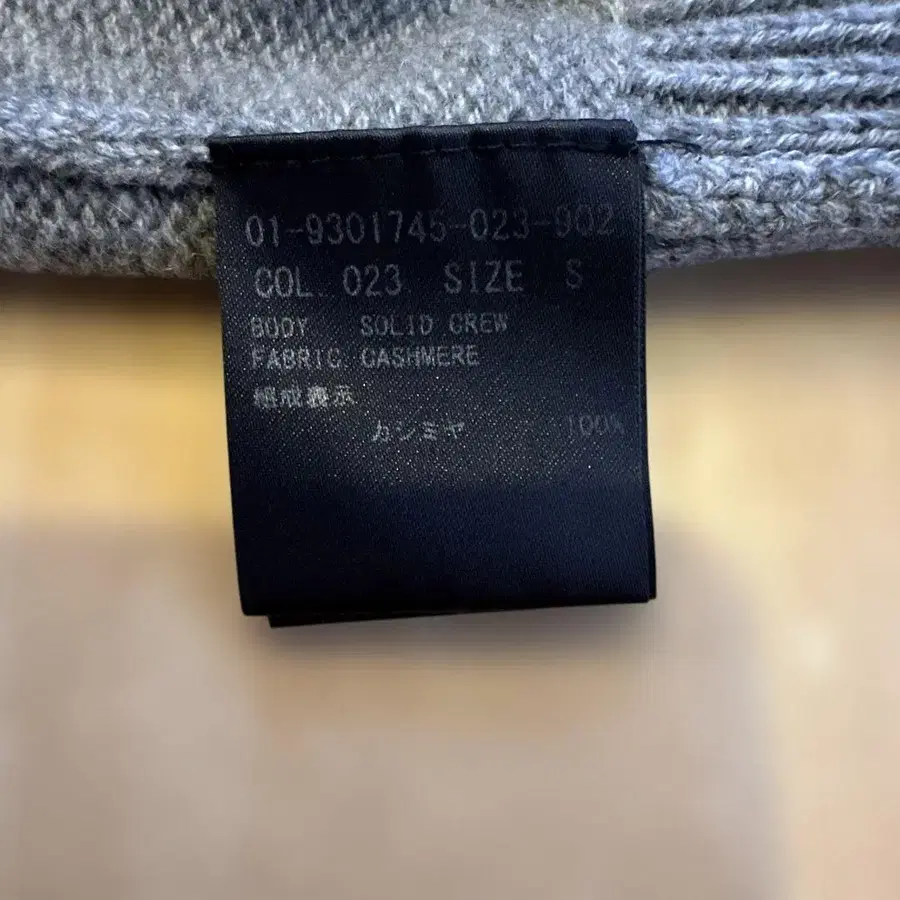 01-9301745-023-902
COL. 023 SIZE S
BODY SOLID CREW
FABRIC CASHMERE
組成表示
カシミヤ 100%